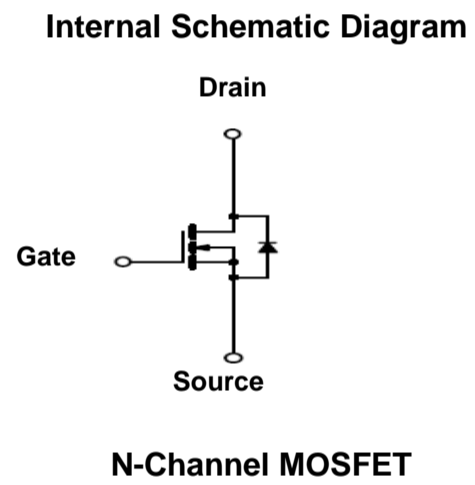 Internal Schematic Diagram
Drain
Gate
Source
N-Channel MOSFET